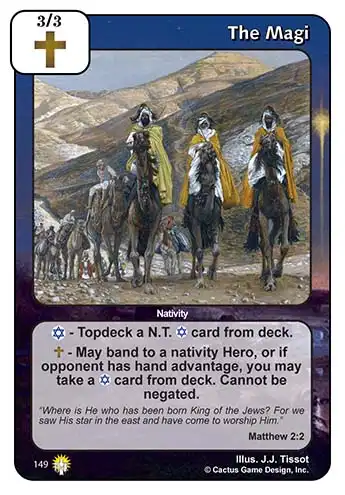 3/3
The Magi
Nativity
- Topdeck a N.T. card from deck.
- May band to a nativity Hero, or if
opponent has hand advantage, you may
take a card from deck. Cannot be
negated.
"Where is He who has been born King of the Jews? For we
saw His star in the east and have come to worship Him."
Matthew 2:2
149
Illus. J.J. Tissot
© Cactus Game Design, Inc.